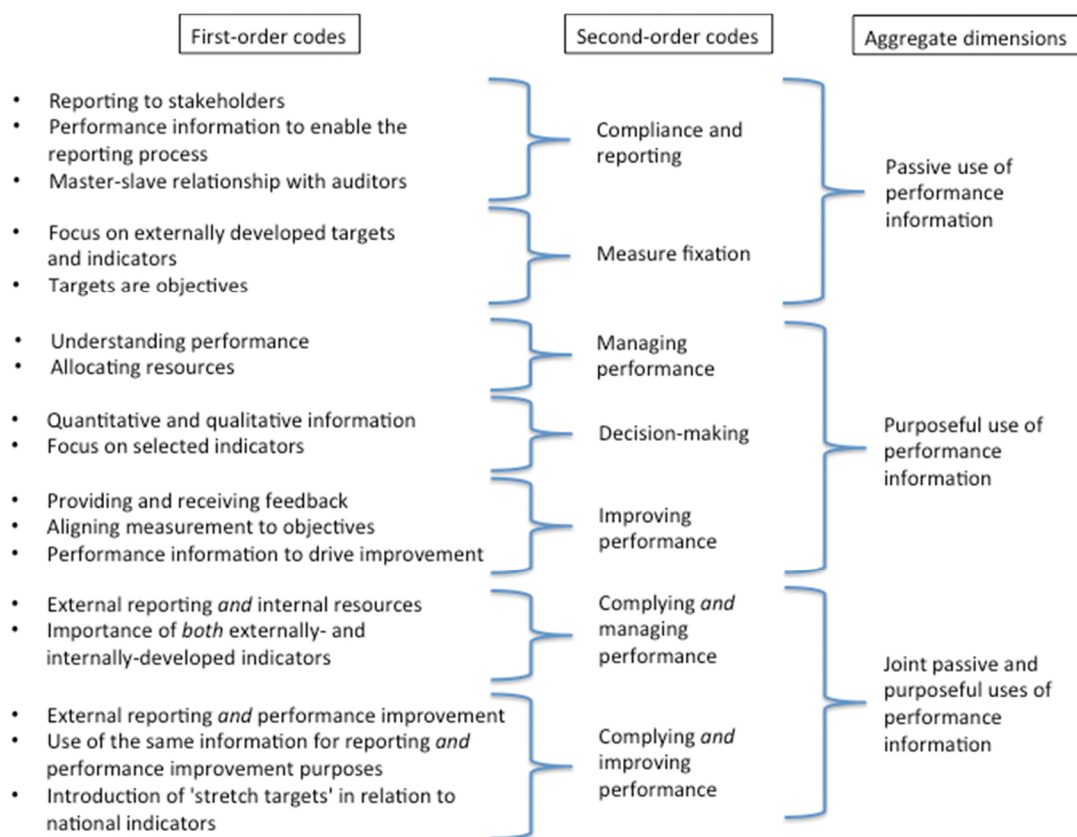 First-order codes
Second-order codes
Aggregate dimensions
• Reporting to stakeholders
• Performance information to enable the
reporting process
• Master-slave relationship with auditors
Compliance and
reporting
• Focus on externally developed targets
and indicators
• Targets are objectives
Measure fixation
Passive use of
performance
information
• Understanding performance
• Allocating resources
Managing
performance
• Quantitative and qualitative information
• Focus on selected indicators
Decision-making
• Providing and receiving feedback
• Aligning measurement to objectives
• Performance information to drive improvement
Improving
performance
Purposeful use of
performance
information
• External reporting and internal resources
• Importance of both externally- and
internally-developed indicators
Complying and
managing
performance
• External reporting and performance improvement
• Use of the same information for reporting and
performance improvement purposes
• Introduction of 'stretch targets' in relation to
national indicators
Complying and
improving
performance
Joint passive and
purposeful uses of
performance
information